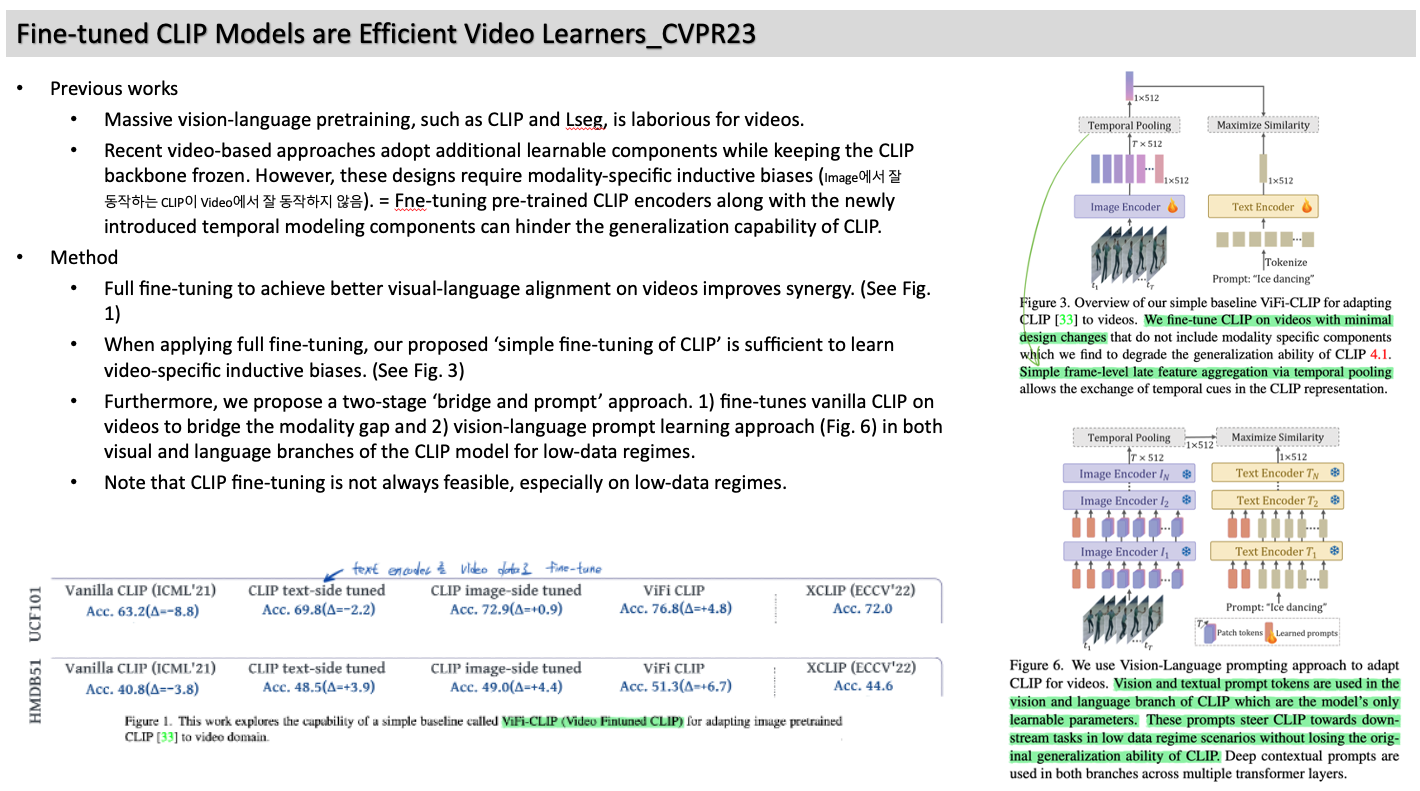 Fine-tuned CLIP Models are Efficient Video Learners_CVPR23
• Previous works
• Massive vision-language pretraining, such as CLIP and Lseg, is laborious for videos.
• Recent video-based approaches adopt additional learnable components while keeping the CLIP
backbone frozen. However, these designs require modality-specific inductive biases (Image에서 잘
동작하는 CLIP이 Video에서 잘 동작하지 않음). = Fne-tuning pre-trained CLIP encoders along with the newly
introduced temporal modeling components can hinder the generalization capability of CLIP.
• Method
• Full fine-tuning to achieve better visual-language alignment on videos improves synergy. (See Fig.
1)
• When applying full fine-tuning, our proposed ‘simple fine-tuning of CLIP’ is sufficient to learn
video-specific inductive biases. (See Fig. 3)
• Furthermore, we propose a two-stage ‘bridge and prompt’ approach. 1) fine-tunes vanilla CLIP on
videos to bridge the modality gap and 2) vision-language prompt learning approach (Fig. 6) in both
visual and language branches of the CLIP model for low-data regimes.
• Note that CLIP fine-tuning is not always feasible, especially on low-data regimes.
text encoder를 video data로 fine-tune
UCF101
Vanilla CLIP (ICML'21) CLIP text-side tuned CLIP image-side tuned ViFi CLIP XCLIP (ECCV'22)
Acc. 63.2(Δ=−8.8) Acc. 69.8(Δ=−2.2) Acc. 72.9(Δ=+0.9) Acc. 76.8(Δ=+4.8) Acc. 72.0
HMDB51
Vanilla CLIP (ICML'21) CLIP text-side tuned CLIP image-side tuned ViFi CLIP XCLIP (ECCV'22)
Acc. 40.8(Δ=−3.8) Acc. 48.5(Δ=+3.9) Acc. 49.0(Δ=+4.4) Acc. 51.3(Δ=+6.7) Acc. 44.6
Figure 1. This work explores the capability of a simple baseline called ViFi-CLIP (Video Fintuned CLIP) for adapting image pretrained
CLIP [33] to video domain.
1×512
Temporal Pooling Maximize Similarity
T × 512
1×512 1×512
Image Encoder Text Encoder
Tokenize
Prompt: “Ice dancing”
t1 tT
Figure 3. Overview of our simple baseline ViFi-CLIP for adapting
CLIP [33] to videos. We fine-tune CLIP on videos with minimal
design changes that do not include modality specific components
which we find to degrade the generalization ability of CLIP 4.1.
Simple frame-level late feature aggregation via temporal pooling
allows the exchange of temporal cues in the CLIP representation.
Temporal Pooling 1×512 Maximize Similarity
T × 512 1×512
Image Encoder IN Text Encoder TN
Image Encoder I2 Text Encoder T2
Image Encoder I1 Text Encoder T1
Prompt: “Ice dancing”
t1 tT
T Patch tokens Learned prompts
Figure 6. We use Vision-Language prompting approach to adapt
CLIP for videos. Vision and textual prompt tokens are used in the
vision and language branch of CLIP which are the model’s only
learnable parameters. These prompts steer CLIP towards down-
stream tasks in low data regime scenarios without losing the orig-
inal generalization ability of CLIP. Deep contextual prompts are
used in both branches across multiple transformer layers.